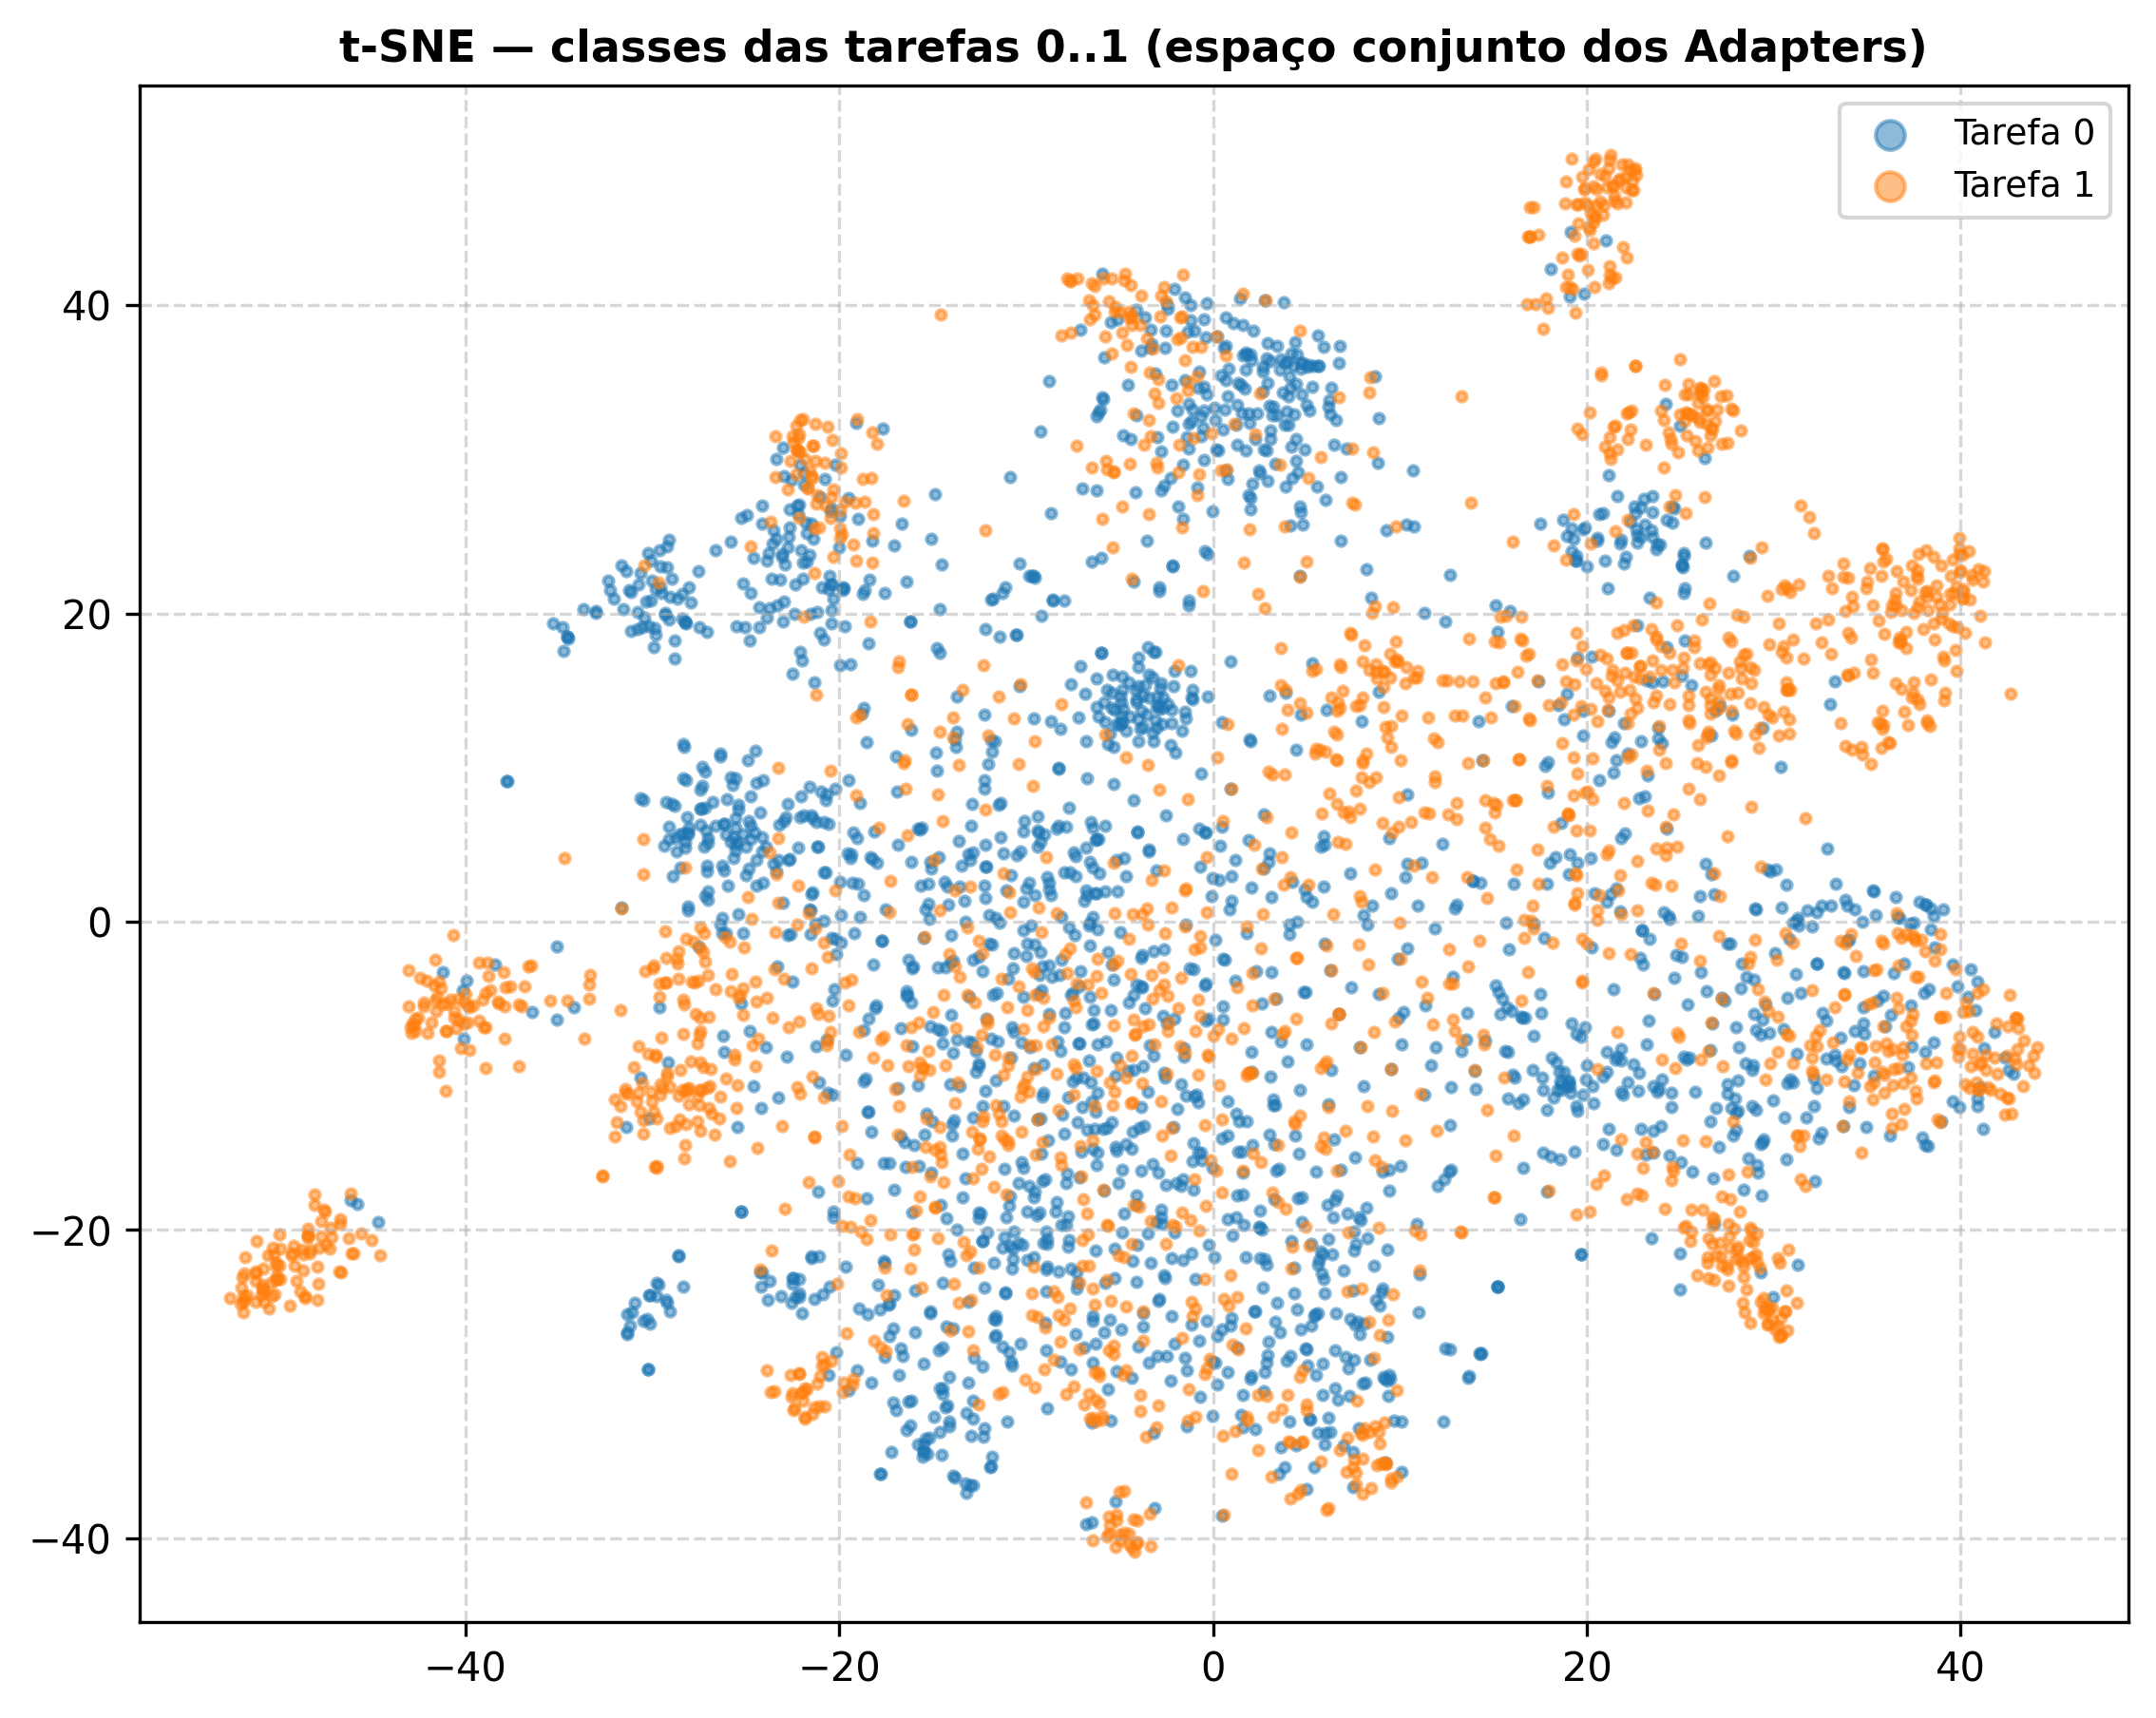 t-SNE — classes das tarefas 0..1 (espaço conjunto dos Adapters)
Tarefa 0
Tarefa 1
40
20
0
−20
−40
−40 −20 0 20 40